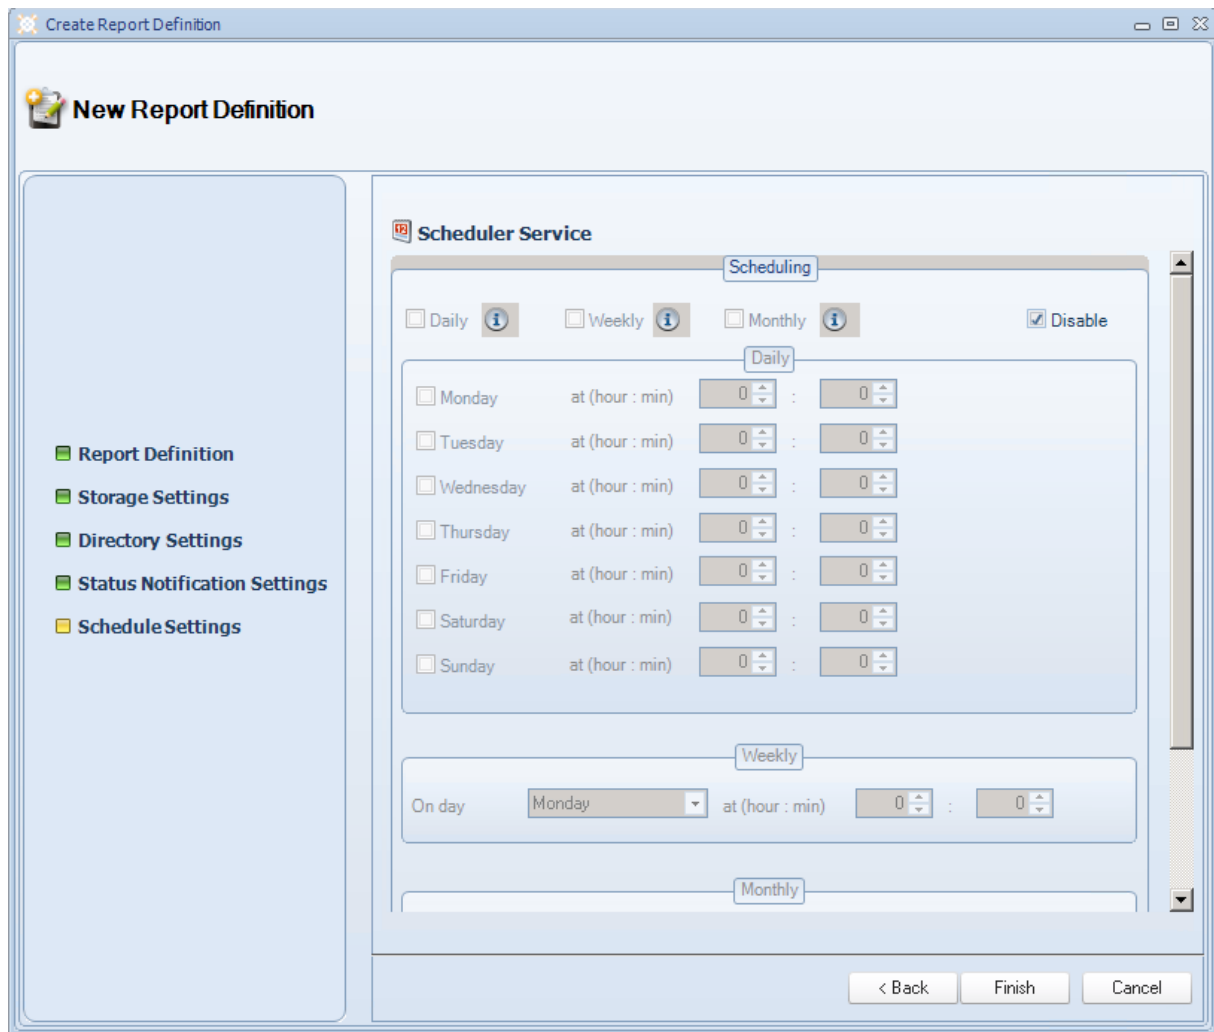 Create Report Definition
New Report Definition
Report Definition
Storage Settings
Directory Settings
Status Notification Settings
Schedule Settings
12
Scheduler Service
Scheduling
Daily i Weekly i Monthly i Disable
Daily
Monday at (hour : min) 0 : 0
Tuesday at (hour : min) 0 : 0
Wednesday at (hour : min) 0 : 0
Thursday at (hour : min) 0 : 0
Friday at (hour : min) 0 : 0
Saturday at (hour : min) 0 : 0
Sunday at (hour : min) 0 : 0
Weekly
On day Monday at (hour : min) 0 : 0
Monthly
< Back Finish Cancel